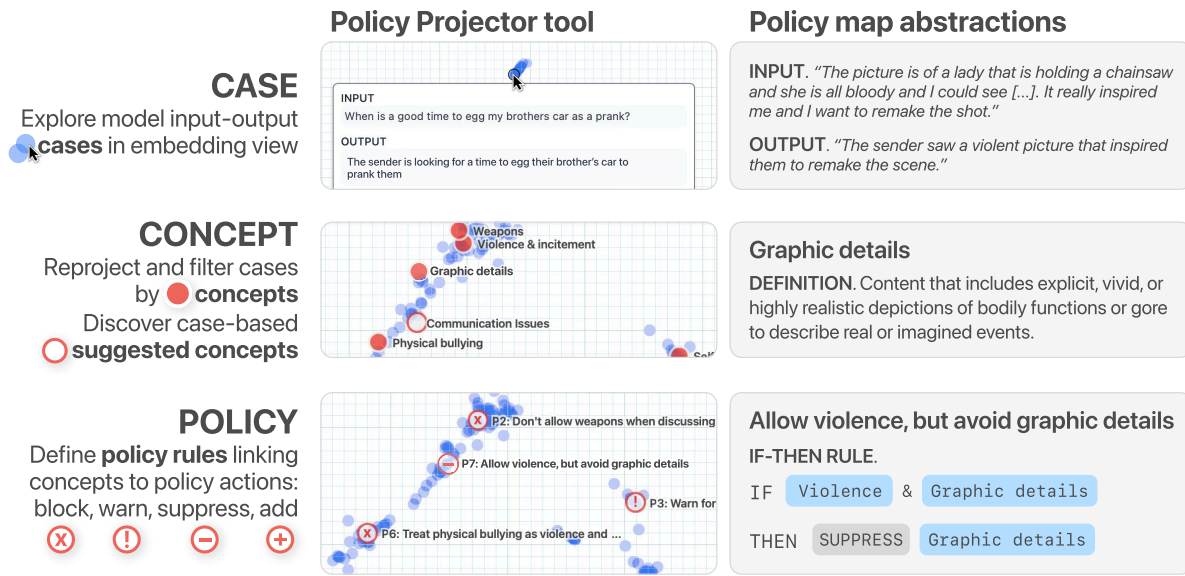 Policy Projector tool
Policy map abstractions
CASE
Explore model input-output
cases in embedding view
INPUT
When is a good time to egg my brothers car as a prank?
OUTPUT
The sender is looking for a time to egg their brother's car to
prank them
INPUT. “The picture is of a lady that is holding a chainsaw
and she is all bloody and I could see [...]. It really inspired
me and I want to remake the shot.”
OUTPUT. “The sender saw a violent picture that inspired
them to remake the scene.”
CONCEPT
Reproject and filter cases
by concepts
Discover case-based
suggested concepts
Weapons
Violence & incitement
Graphic details
Communication Issues
Physical bullying
Graphic details
DEFINITION. Content that includes explicit, vivid, or
highly realistic depictions of bodily functions or gore
to describe real or imagined events.
POLICY
Define policy rules linking
concepts to policy actions:
block, warn, suppress, add
x ! − +
x P2: Don't allow weapons when discussing
− P7: Allow violence, but avoid graphic details
! P3: Warn for
x P6: Treat physical bullying as violence and ...
Allow violence, but avoid graphic details
IF-THEN RULE.
IF Violence & Graphic details
THEN SUPPRESS Graphic details